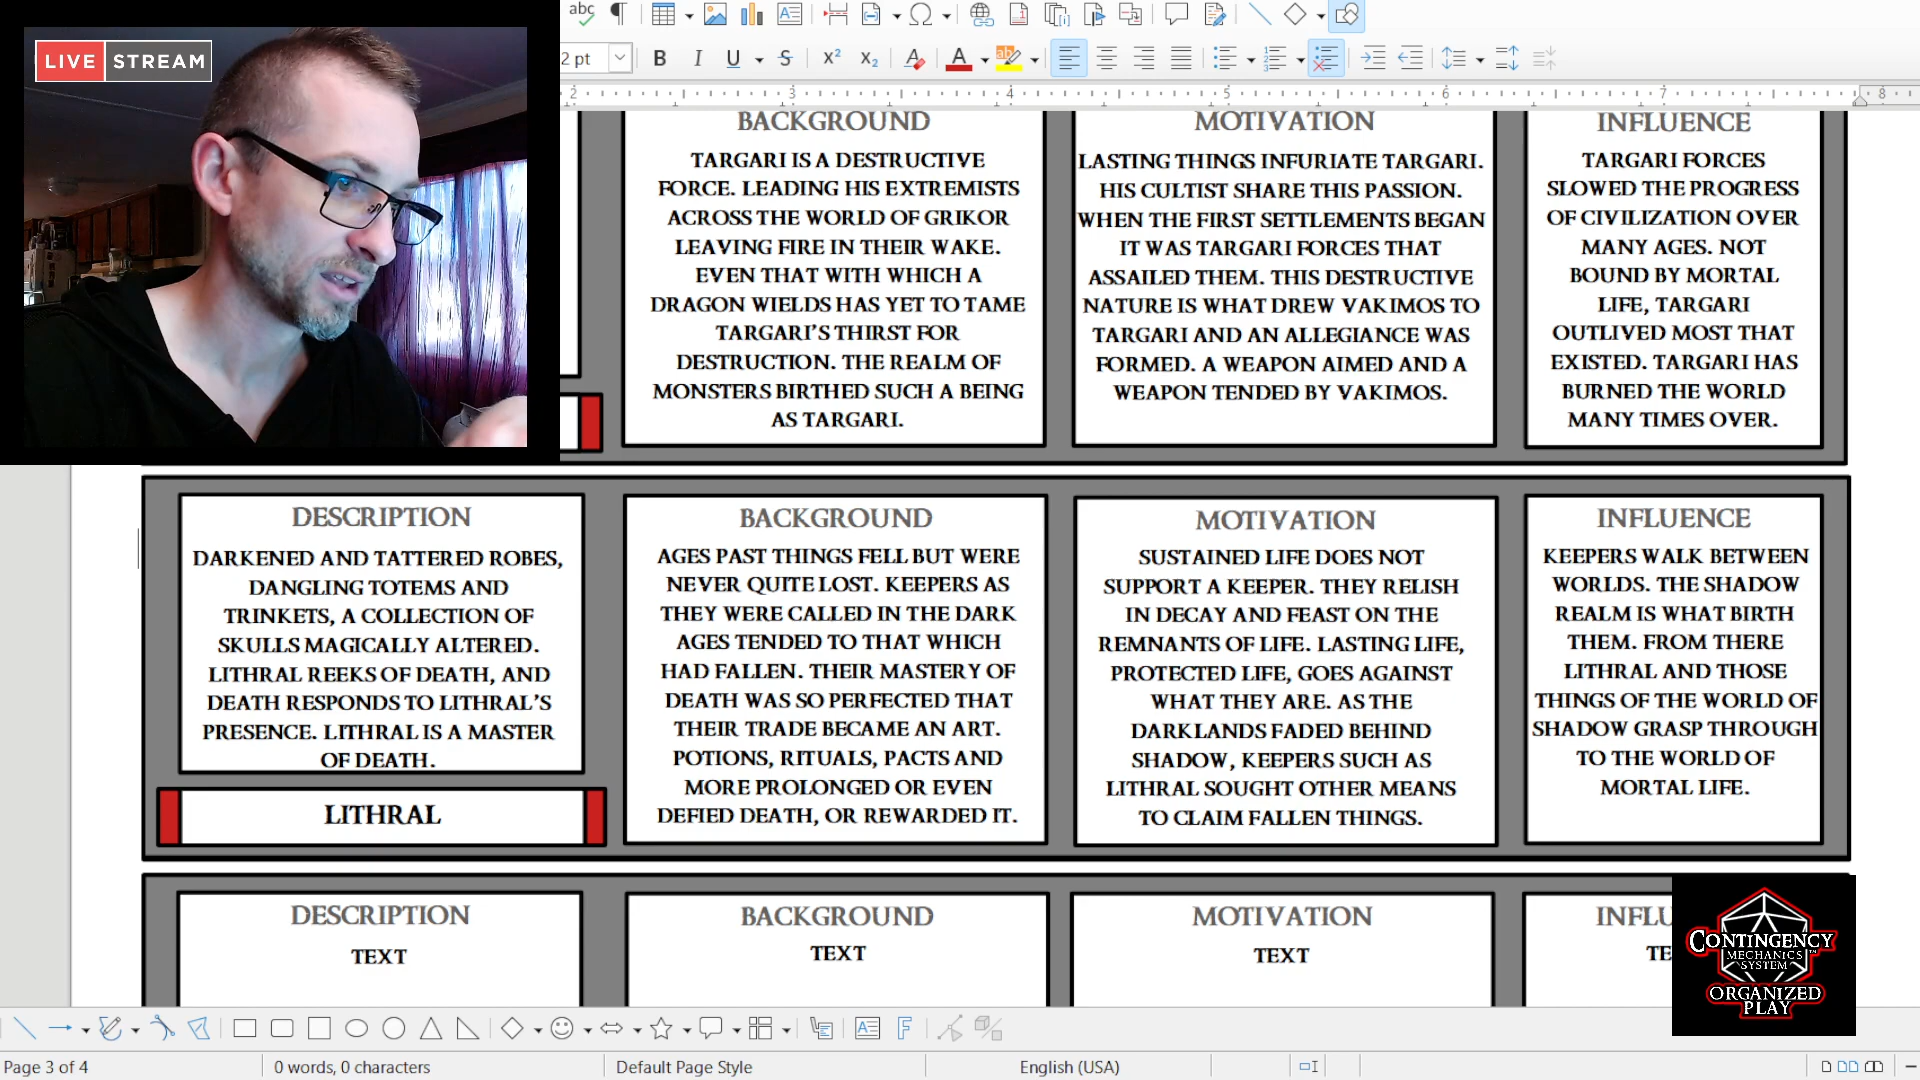 LIVE STREAM
abc
2 pt
B I U S X² X₂ A A ab
2 3 4 5 6 7 8
BACKGROUND
TARGARI IS A DESTRUCTIVE
FORCE. LEADING HIS EXTREMISTS
ACROSS THE WORLD OF GRIKOR
LEAVING FIRE IN THEIR WAKE.
EVEN THAT WITH WHICH A
DRAGON WIELDS HAS YET TO TAME
TARGARI'S THIRST FOR
DESTRUCTION. THE REALM OF
MONSTERS BIRTHED SUCH A BEING
AS TARGARI.
MOTIVATION
LASTING THINGS INFURIATE TARGARI.
HIS CULTIST SHARE THIS PASSION.
WHEN THE FIRST SETTLEMENTS BEGAN
IT WAS TARGARI FORCES THAT
ASSAILED THEM. THIS DESTRUCTIVE
NATURE IS WHAT DREW VAKIMOS TO
TARGARI AND AN ALLEGIANCE WAS
FORMED. A WEAPON AIMED AND A
WEAPON TENDED BY VAKIMOS.
INFLUENCE
TARGARI FORCES
SLOWED THE PROGRESS
OF CIVILIZATION OVER
MANY AGES. NOT
BOUND BY MORTAL
LIFE, TARGARI
OUTLIVED MOST THAT
EXISTED. TARGARI HAS
BURNED THE WORLD
MANY TIMES OVER.
DESCRIPTION
DARKENED AND TATTERED ROBES,
DANGLING TOTEMS AND
TRINKETS, A COLLECTION OF
SKULLS MAGICALLY ALTERED.
LITHRAL REEKS OF DEATH, AND
DEATH RESPONDS TO LITHRAL'S
PRESENCE. LITHRAL IS A MASTER
OF DEATH.
LITHRAL
BACKGROUND
AGES PAST THINGS FELL BUT WERE
NEVER QUITE LOST. KEEPERS AS
THEY WERE CALLED IN THE DARK
AGES TENDED TO THAT WHICH
HAD FALLEN. THEIR MASTERY OF
DEATH WAS SO PERFECTED THAT
THEIR TRADE BECAME AN ART.
POTIONS, RITUALS, PACTS AND
MORE PROLONGED OR EVEN
DEFIED DEATH, OR REWARDED IT.
MOTIVATION
SUSTAINED LIFE DOES NOT
SUPPORT A KEEPER. THEY RELISH
IN DECAY AND FEAST ON THE
REMNANTS OF LIFE. LASTING LIFE,
PROTECTED LIFE, GOES AGAINST
WHAT THEY ARE. AS THE
DARKLANDS FADED BEHIND
SHADOW, KEEPERS SUCH AS
LITHRAL SOUGHT OTHER MEANS
TO CLAIM FALLEN THINGS.
INFLUENCE
KEEPERS WALK BETWEEN
WORLDS. THE SHADOW
REALM IS WHAT BIRTH
THEM. FROM THERE
LITHRAL AND THOSE
THINGS OF THE WORLD OF
SHADOW GRASP THROUGH
TO THE WORLD OF
MORTAL LIFE.
DESCRIPTION
TEXT
BACKGROUND
TEXT
MOTIVATION
TEXT
INFLU
TE
CONTINGENCY
MECHANICS
SYSTEM
ORGANIZED
PLAY
Page 3 of 4
0 words, 0 characters
Default Page Style
English (USA)